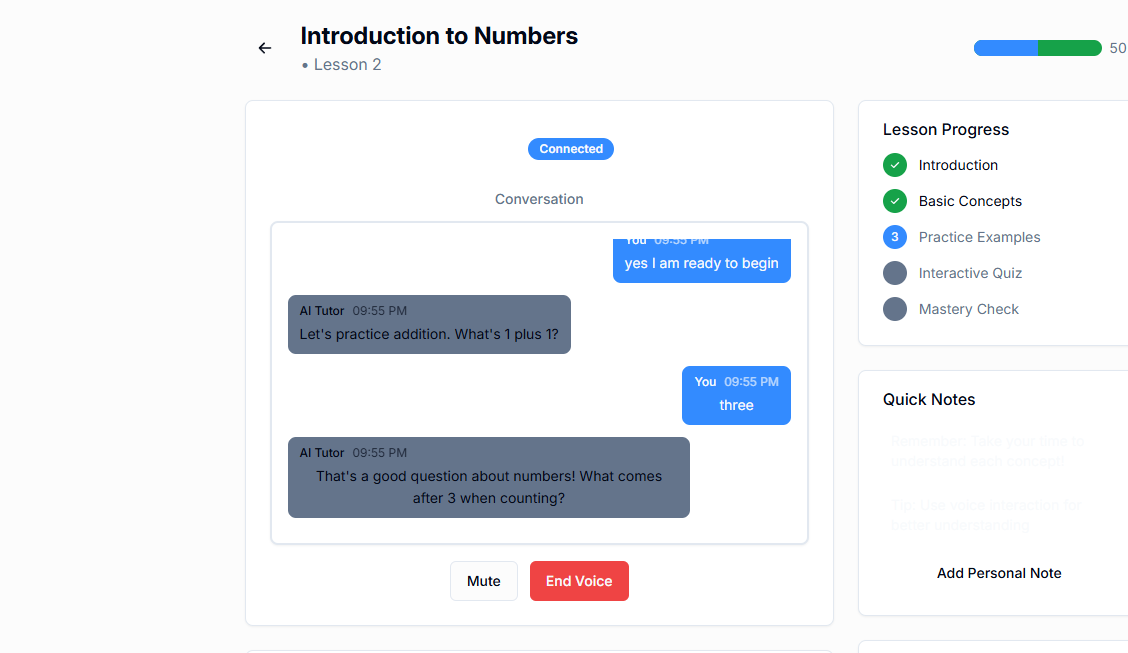 Introduction to Numbers
• Lesson 2
50
Connected
Conversation
You 09:55 PM
yes I am ready to begin
AI Tutor 09:55 PM
Let's practice addition. What's 1 plus 1?
You 09:55 PM
three
AI Tutor 09:55 PM
That's a good question about numbers! What comes
after 3 when counting?
Mute
End Voice
Lesson Progress
Introduction
Basic Concepts
3 Practice Examples
Interactive Quiz
Mastery Check
Quick Notes
Remember: Take your time to
understand each concept!
Tip: Use voice interaction for
better understanding
Add Personal Note